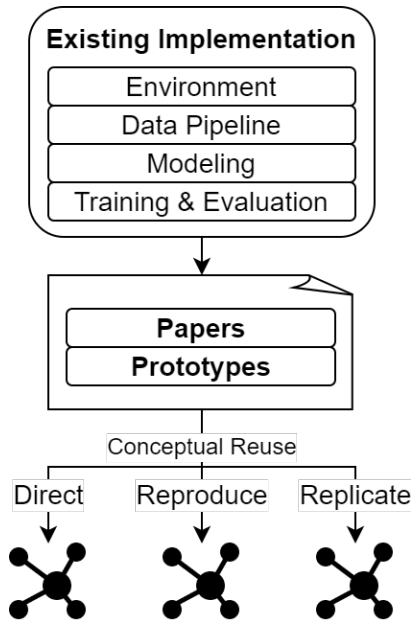 Existing Implementation
Environment
Data Pipeline
Modeling
Training & Evaluation
Papers
Prototypes
Conceptual Reuse
Direct
Reproduce
Replicate